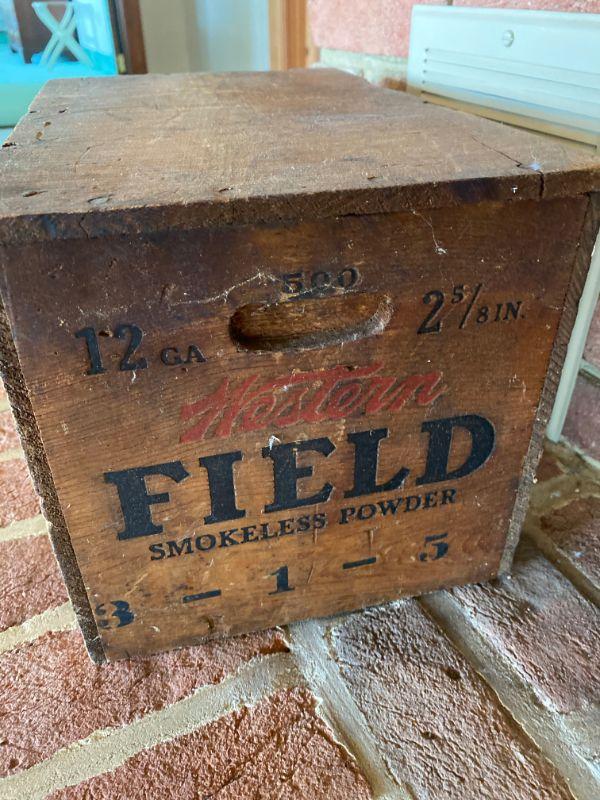 500
12 GA 2 5/8 IN.
Western
FIELD
SMOKELESS POWDER
3 - 1 - 5